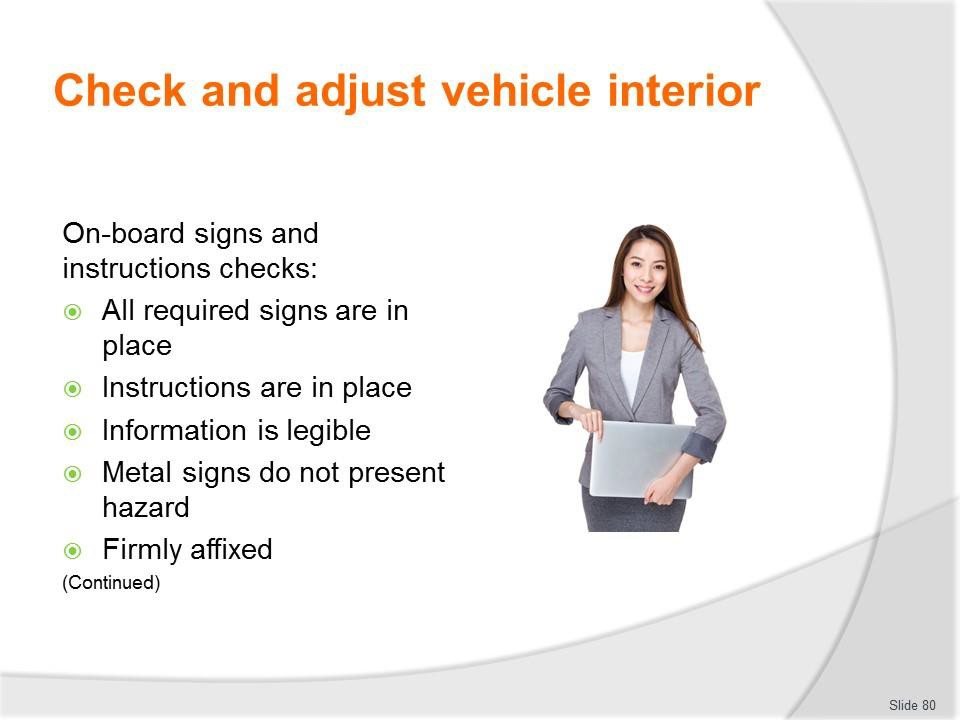 Check and adjust vehicle interior
On-board signs and
instructions checks:
All required signs are in
place
Instructions are in place
Information is legible
Metal signs do not present
hazard
Firmly affixed
(Continued)
Slide 80